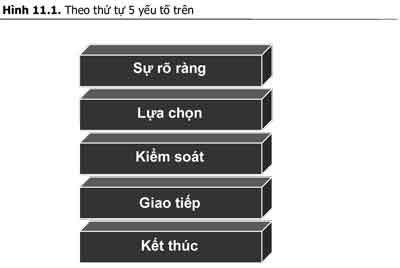 Hình 11.1. Theo thứ tự 5 yếu tố trên
Sự rõ ràng
Lựa chọn
Kiểm soát
Giao tiếp
Kết thúc